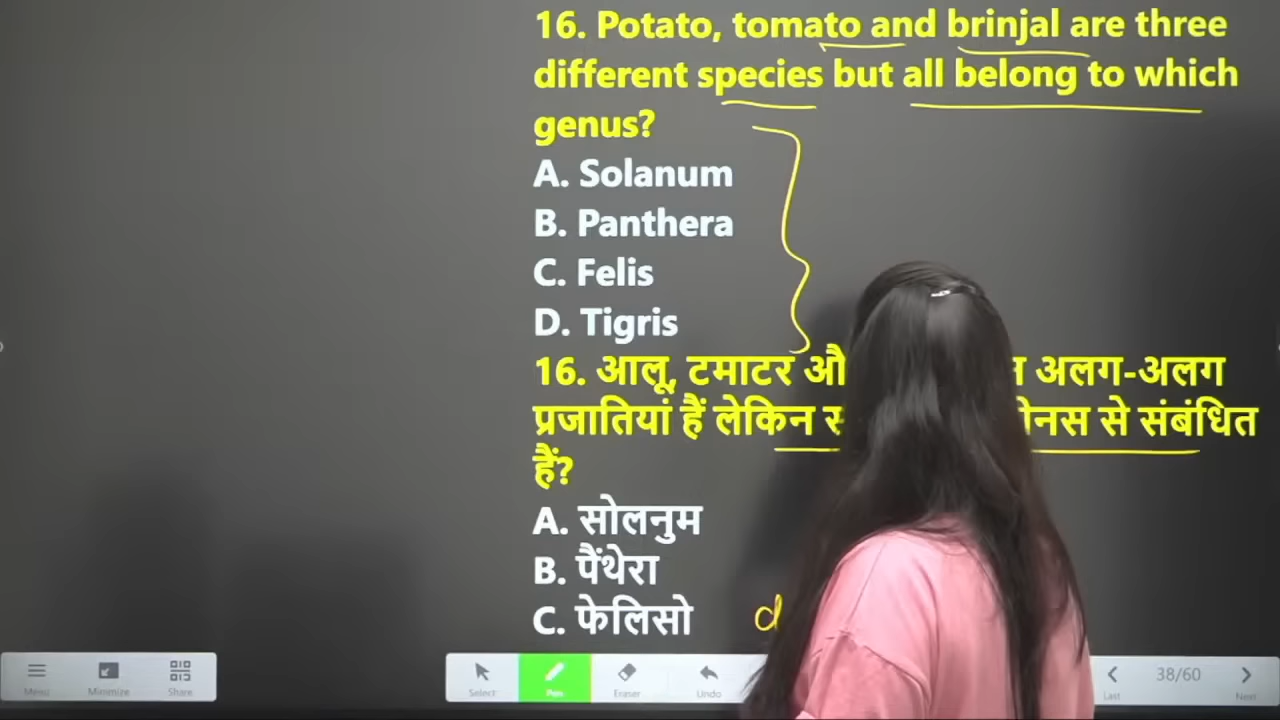 16. Potato, tomato and brinjal are three
different species but all belong to which
genus?
A. Solanum
B. Panthera
C. Felis
D. Tigris
16. आलू, टमाटर अलग-अलग
प्रजातियां हैं लेकिन से संबंधित
हैं?
A. सोलनुम
B. पैंथेरा
C. फेलिसो
Menu
Minimize
Share
Select
Pen
Eraser
Undo
Last
38/60
Next